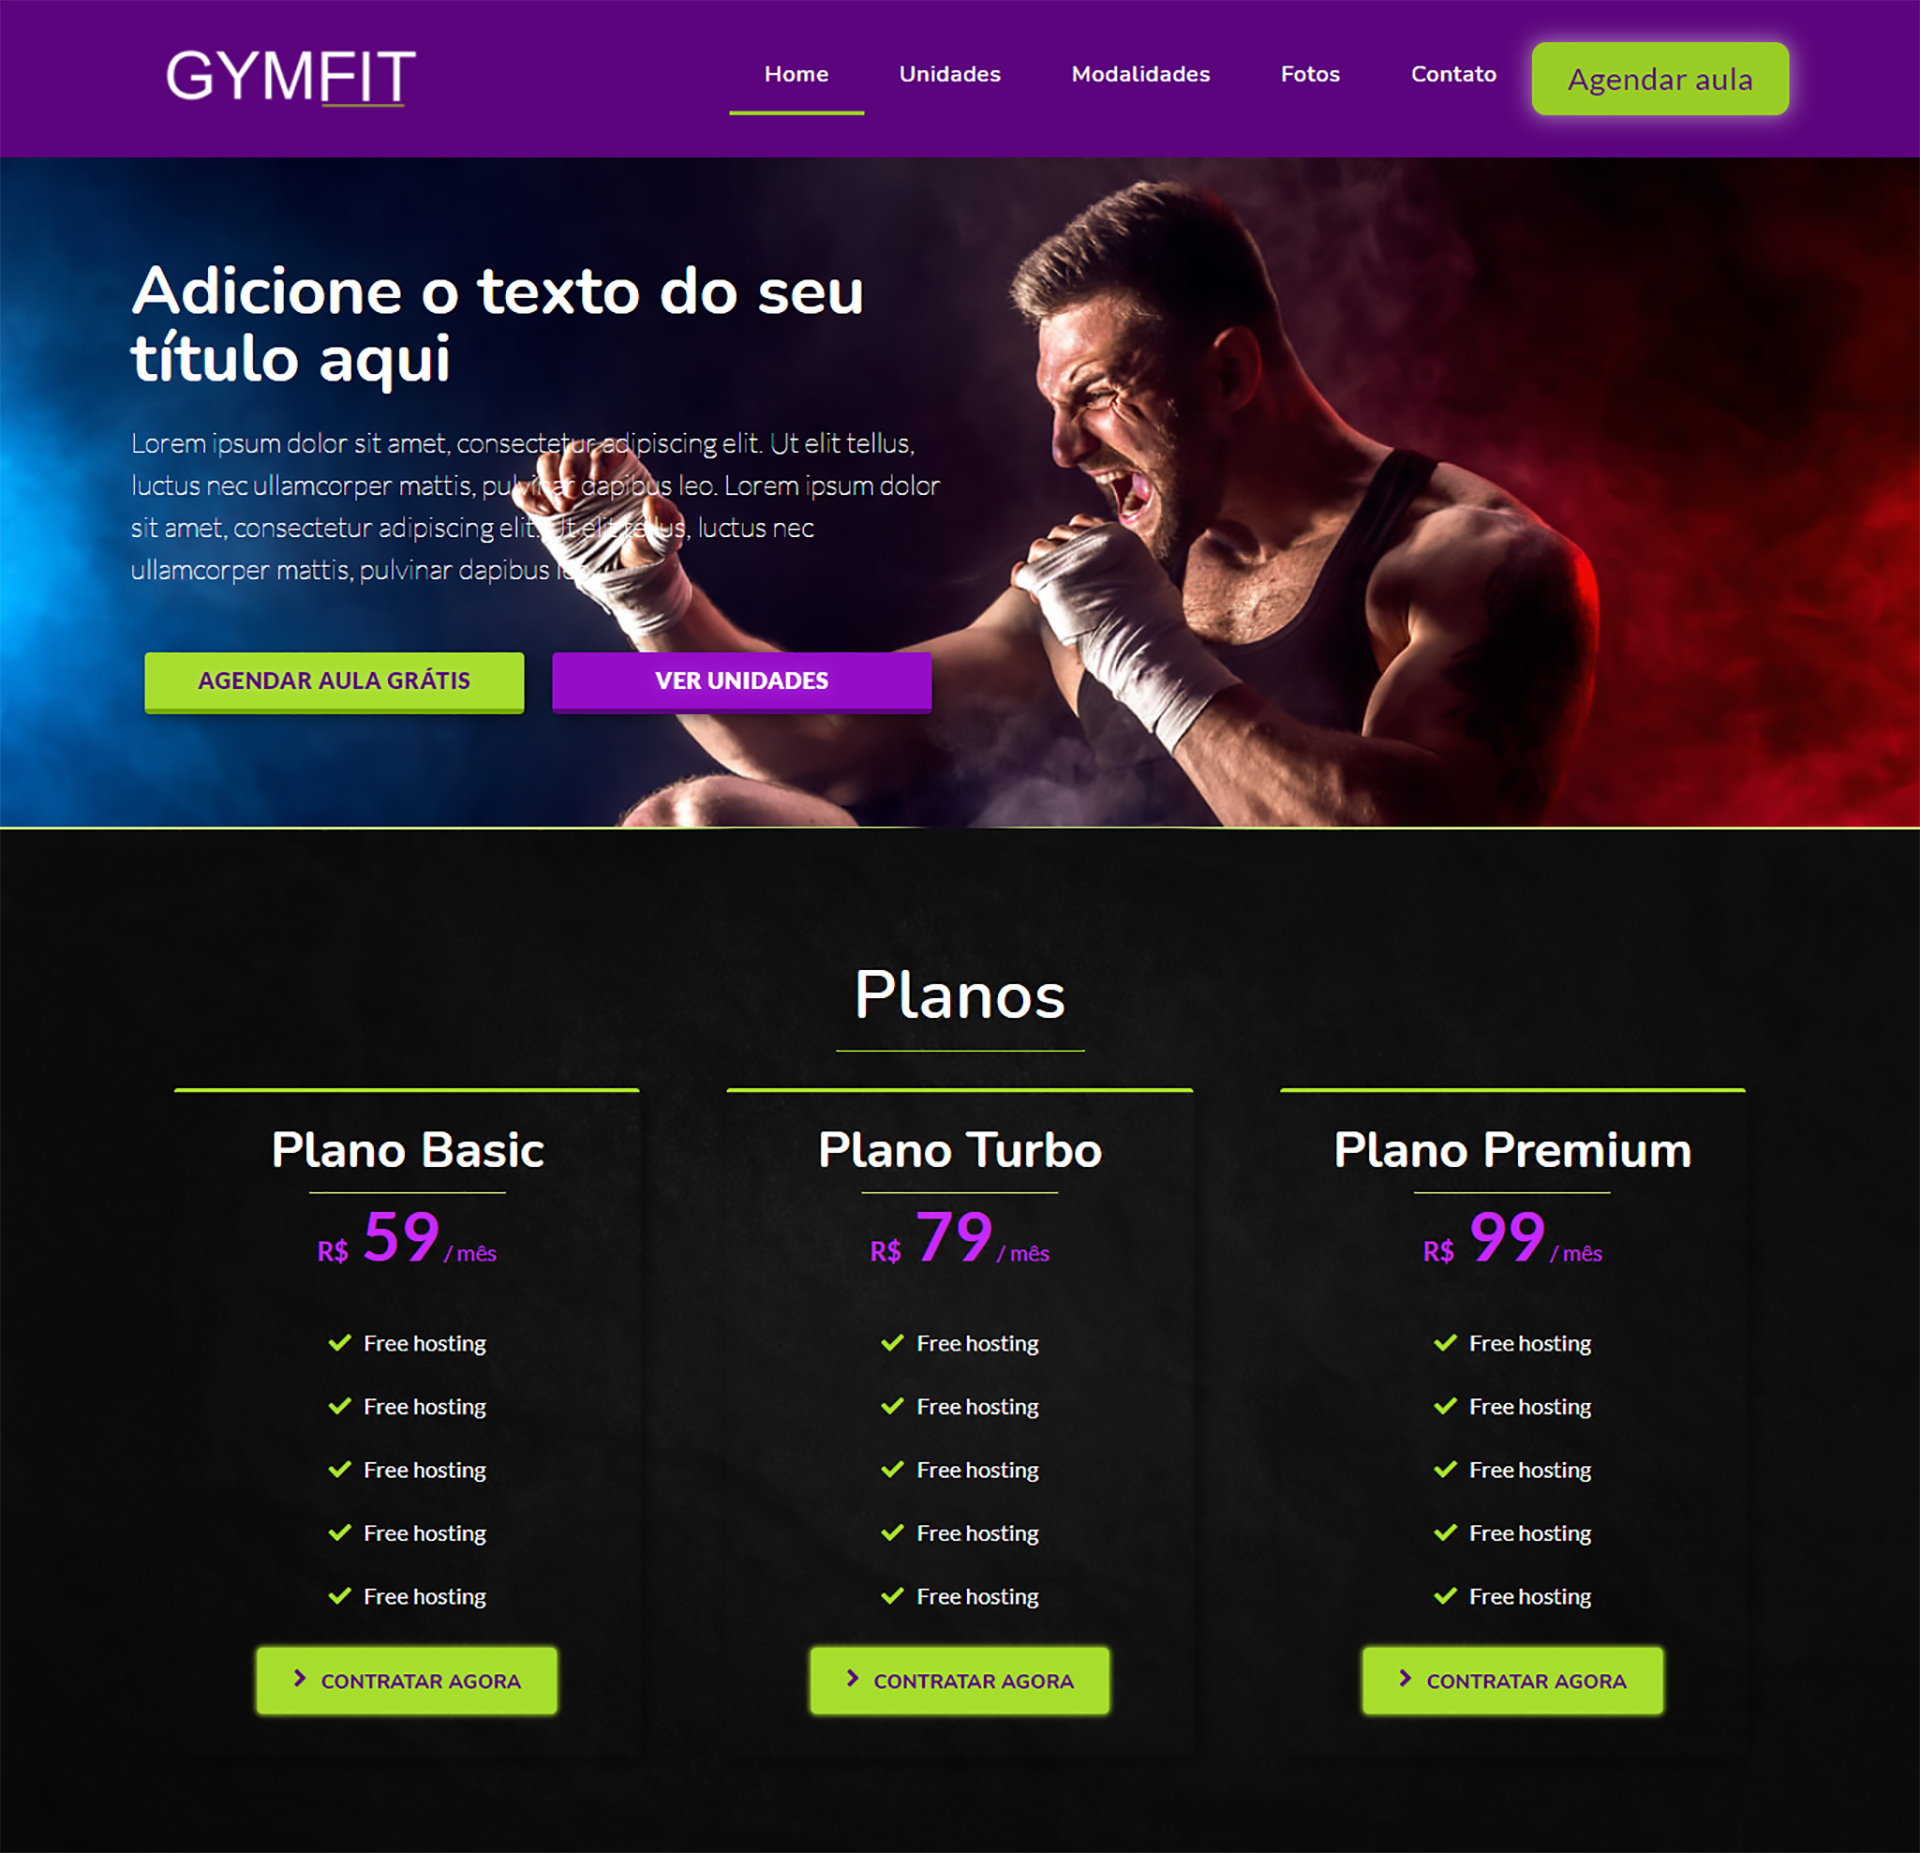 GYMFIT
Home
Unidades
Modalidades
Fotos
Contato
Agendar aula
Adicione o texto do seu
título aqui
Lorem ipsum dolor sit amet, consectetur adipiscing elit. Ut elit tellus,
luctus nec ullamcorper mattis, pulvinar dapibus leo. Lorem ipsum dolor
sit amet, consectetur adipiscing elit. Ut elit tellus, luctus nec
ullamcorper mattis, pulvinar dapibus leo.
AGENDAR AULA GRÁTIS
VER UNIDADES
Planos
Plano Basic
R$ 59 / mês
Free hosting
Free hosting
Free hosting
Free hosting
Free hosting
CONTRATAR AGORA
Plano Turbo
R$ 79 / mês
Free hosting
Free hosting
Free hosting
Free hosting
Free hosting
CONTRATAR AGORA
Plano Premium
R$ 99 / mês
Free hosting
Free hosting
Free hosting
Free hosting
Free hosting
CONTRATAR AGORA